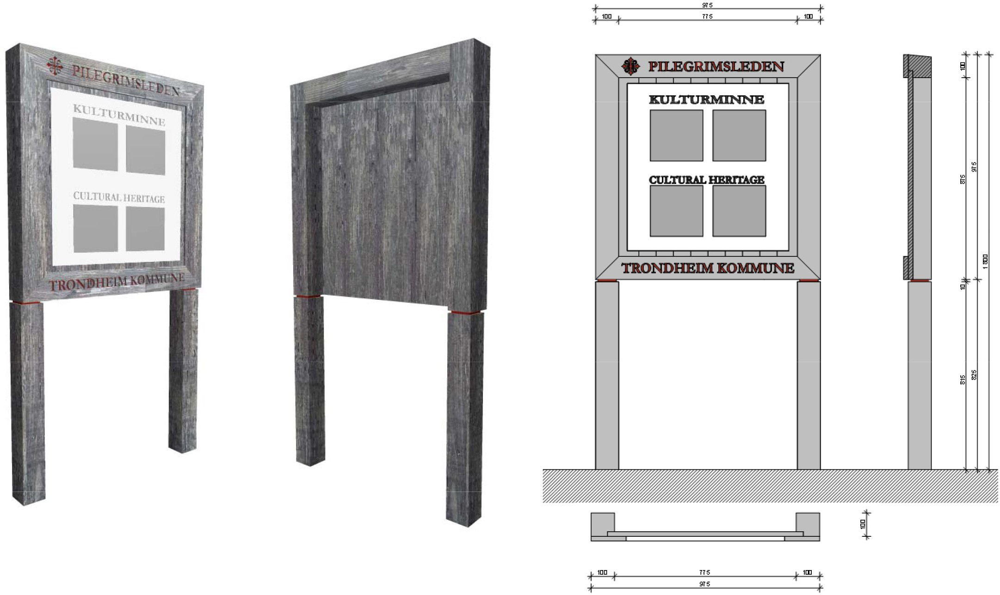 PILEGRIMSLEDEN
KULTURMINNE
CULTURAL HERITAGE
TRONDHEIM KOMMUNE
975
100 775 100
PILEGRIMSLEDEN
KULTURMINNE
CULTURAL HERITAGE
TRONDHEIM KOMMUNE
100
875
975
10
1 800
815
825
100
100 775 100
975